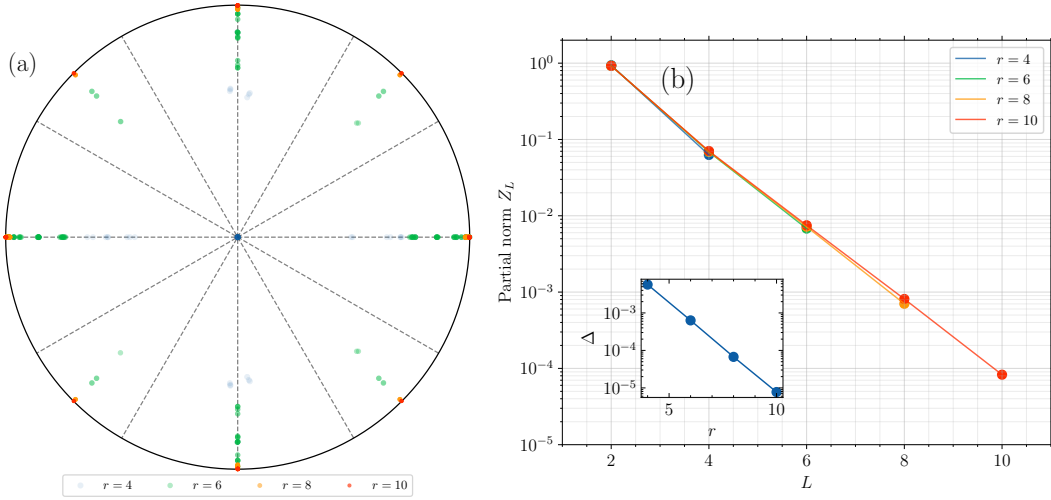 (a)
r = 4
r = 6
r = 8
r = 10
(b)
Partial norm Z_L
10^0
10^{-1}
10^{-2}
10^{-3}
10^{-4}
10^{-5}
2
4
6
8
10
L
r = 4
r = 6
r = 8
r = 10
Δ
10^{-3}
10^{-4}
10^{-5}
5
10
r